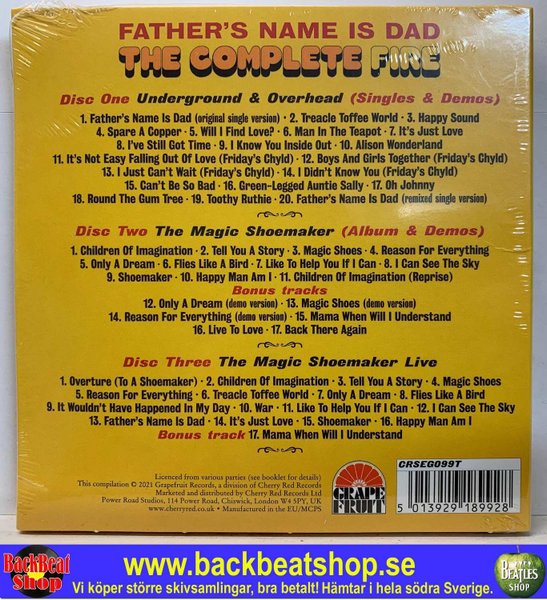 FATHER'S NAME IS DAD
THE COMPLETE FIRE
Disc One Underground & Overhead (Singles & Demos)
1. Father's Name Is Dad (original single version) · 2. Treacle Toffee World · 3. Happy Sound
4. Spare A Copper · 5. Will I Find Love? · 6. Man In The Teapot · 7. It's Just Love
8. I've Still Got Time · 9. I Know You Inside Out · 10. Alison Wonderland
11. It's Not Easy Falling Out Of Love (Friday's Chyld) · 12. Boys And Girls Together (Friday's Chyld)
13. I Just Can't Wait (Friday's Chyld) · 14. I Didn't Know You (Friday's Chyld)
15. Can't Be So Bad · 16. Green-Legged Auntie Sally · 17. Oh Johnny
18. Round The Gum Tree · 19. Toothy Ruthie · 20. Father's Name Is Dad (remixed single version)
Disc Two The Magic Shoemaker (Album & Demos)
1. Children Of Imagination · 2. Tell You A Story · 3. Magic Shoes · 4. Reason For Everything
5. Only A Dream · 6. Flies Like A Bird · 7. Like To Help You If I Can · 8. I Can See The Sky
9. Shoemaker · 10. Happy Man Am I · 11. Children Of Imagination (Reprise)
Bonus tracks
12. Only A Dream (demo version) · 13. Magic Shoes (demo version)
14. Reason For Everything (demo version) · 15. Mama When Will I Understand
16. Live To Love · 17. Back There Again
Disc Three The Magic Shoemaker Live
1. Overture (To A Shoemaker) · 2. Children Of Imagination · 3. Tell You A Story · 4. Magic Shoes
5. Reason For Everything · 6. Treacle Toffee World · 7. Only A Dream · 8. Flies Like A Bird
9. It Wouldn't Have Happened In My Day · 10. War · 11. Like To Help You If I Can · 12. I Can See The Sky
13. Father's Name Is Dad · 14. It's Just Love · 15. Shoemaker · 16. Happy Man Am I
Bonus track 17. Mama When Will I Understand
Licenced from various parties (see booklet for details)
This compilation © 2021 Grapefruit Records, a division of Cherry Red Records
Marketed and distributed by Cherry Red Records Ltd
Power Road Studios, 114 Power Road, Chiswick, London W4 5PY, UK
www.cherryred.co.uk · Manufactured in the EU/MCPS
GRAPE
FRUIT
CRSEG099T
5 013929 189928
BackBeat
Shop
www.backbeatshop.se
Vi köper större skivsamlingar, bra betalt! Hämtar i hela södra Sverige.
BEATLES
SHOP